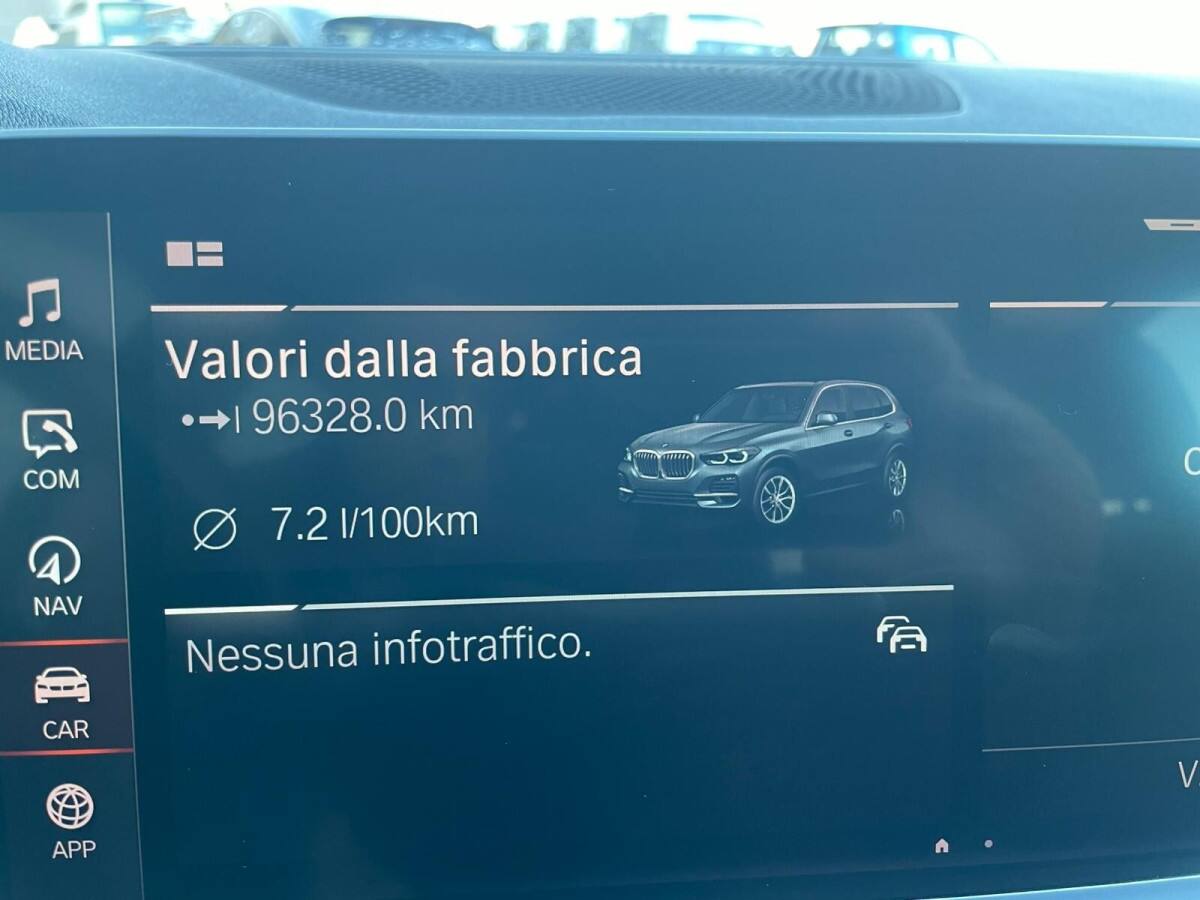 MEDIA
COM
NAV
CAR
APP
Valori dalla fabbrica
96328.0 km
7.2 l/100km
Nessuna infotraffico.